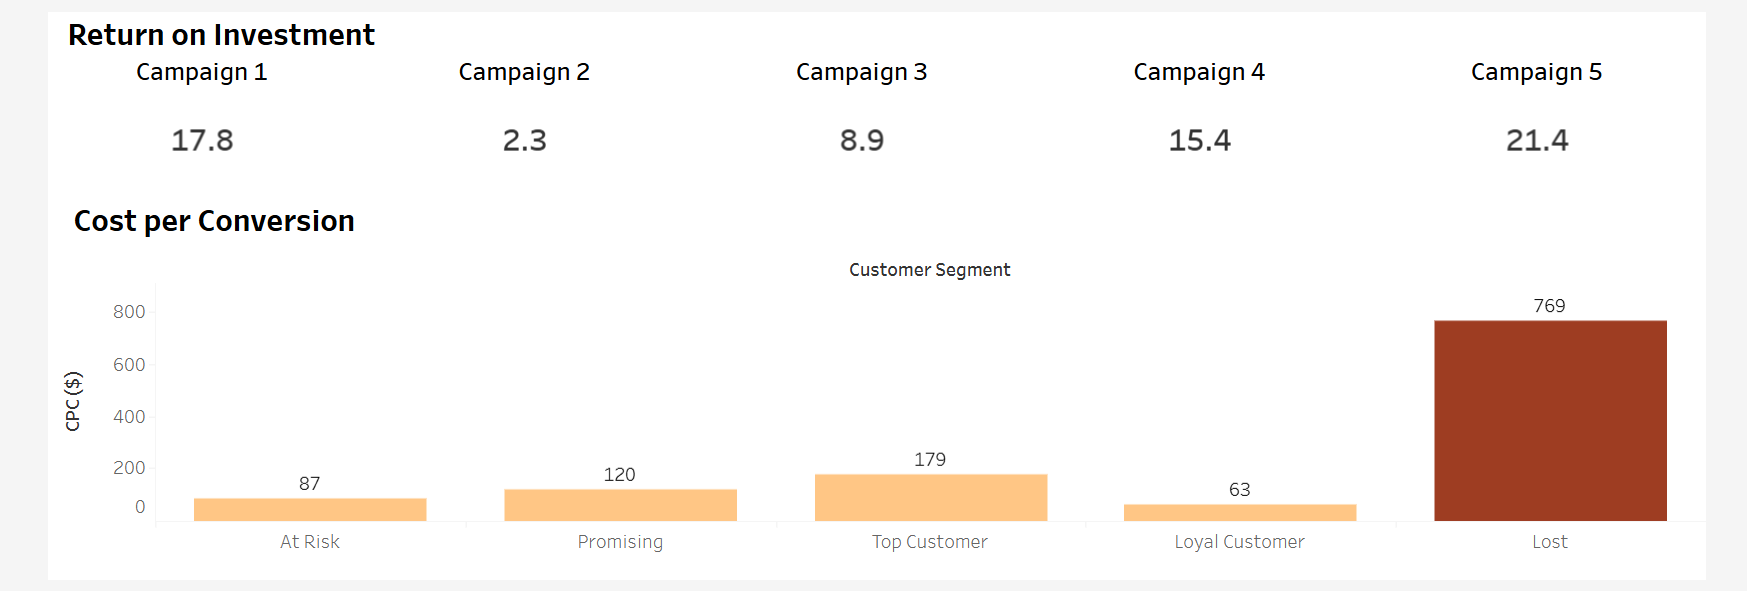 Return on Investment
Campaign 1 Campaign 2 Campaign 3 Campaign 4 Campaign 5
17.8 2.3 8.9 15.4 21.4
Cost per Conversion
Customer Segment
CPC ($)
800
600
400
200
0
87 120 179 63 769
At Risk Promising Top Customer Loyal Customer Lost